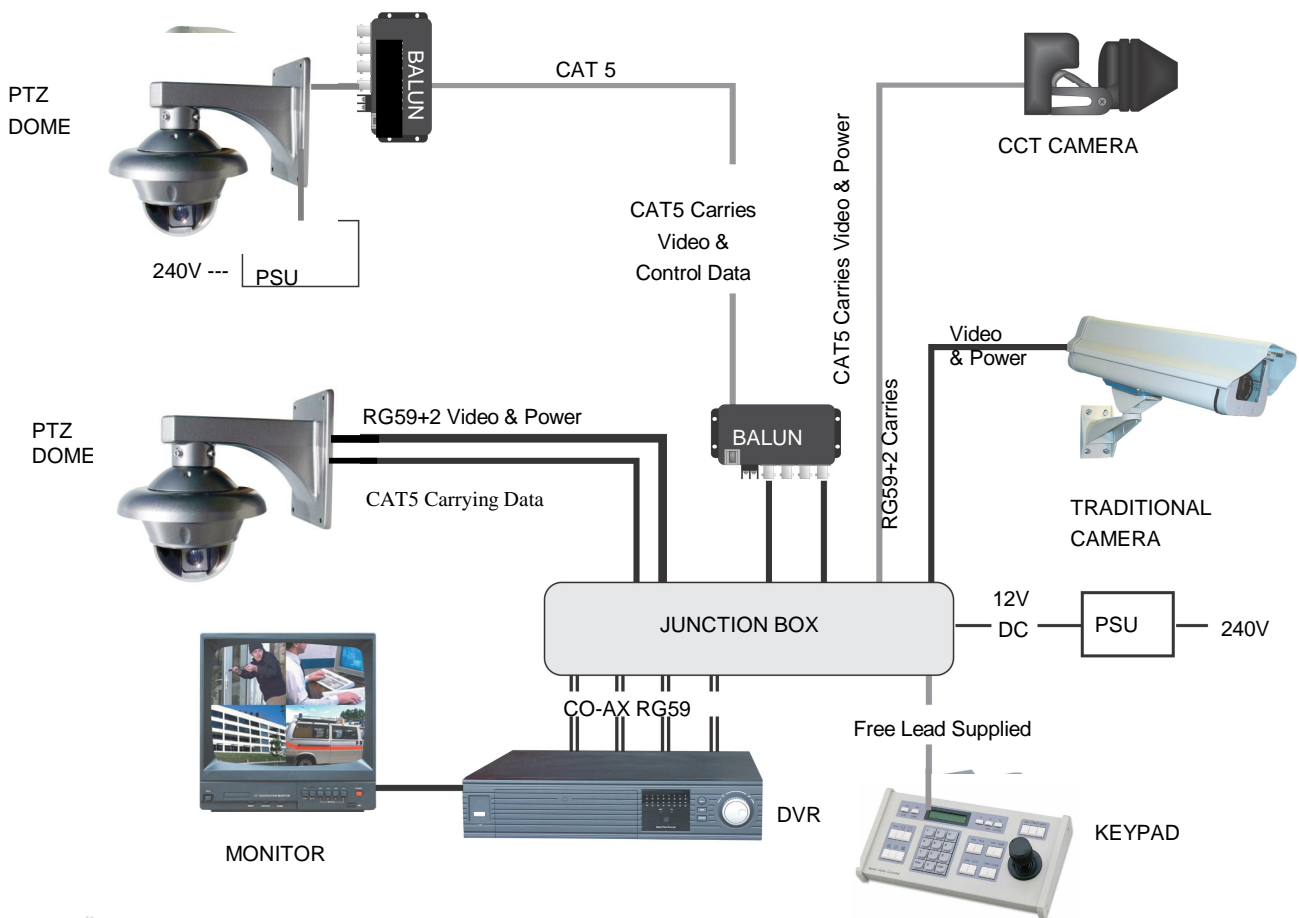 PTZ
DOME
BALUN
CAT 5
CCT CAMERA
CAT5 Carries
Video &
Control Data
240V ---
PSU
CAT5 Carries Video & Power
RG59+2 Carries
Video
& Power
TRADITIONAL
CAMERA
PTZ
DOME
RG59+2 Video & Power
CAT5 Carrying Data
BALUN
JUNCTION BOX
12V
DC
PSU
240V
CO-AX RG59
Free Lead Supplied
DVR
KEYPAD
MONITOR